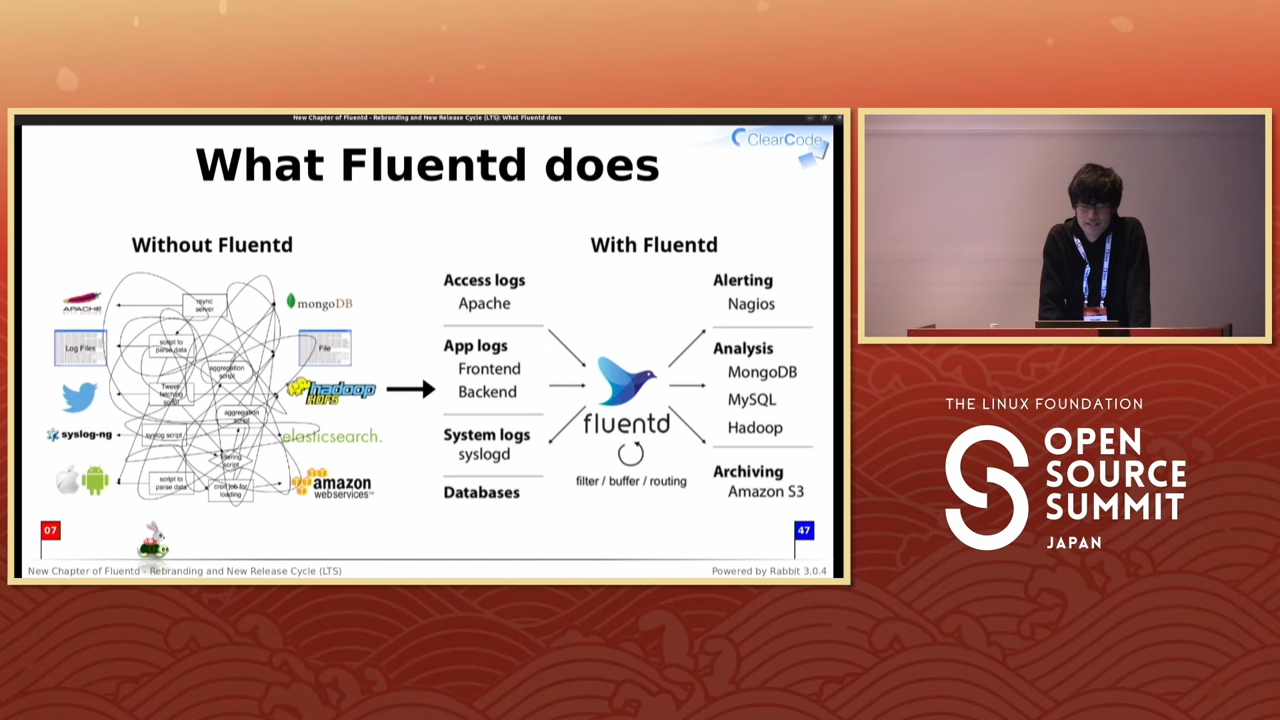 New Chapter of Fluentd - Rebranding and New Release Cycle (LTS): What Fluentd does
ClearCode
What Fluentd does
Without Fluentd
APACHE
Log Files
syslog-ng
rsync
server
script to
parse data
aggregation
script
Tweet
fetching
script
aggregation
script
syslog script
filtering
script
script to
parse data
cron job for
loading
mongoDB
File
hadoop
HDFS
elasticsearch.
amazon
webservices™
With Fluentd
Access logs
Apache
App logs
Frontend
Backend
System logs
syslogd
Databases
fluentd
filter / buffer / routing
Alerting
Nagios
Analysis
MongoDB
MySQL
Hadoop
Archiving
Amazon S3
07
47
New Chapter of Fluentd - Rebranding and New Release Cycle (LTS)
Powered by Rabbit 3.0.4
THE LINUX FOUNDATION
OPEN
SOURCE
SUMMIT
JAPAN